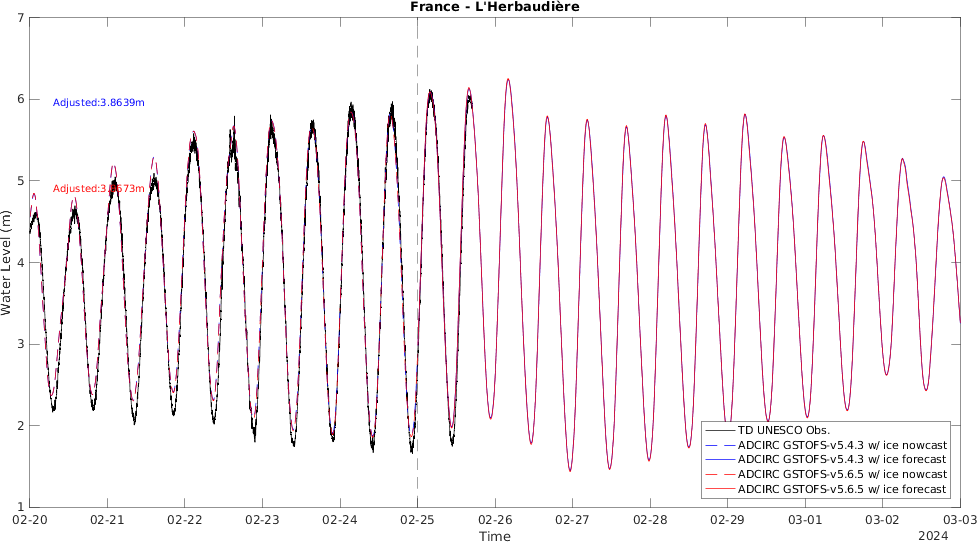 France - L'Herbaudière
7
6
5
4
3
2
1
Water Level (m)
Adjusted:3.8639m
TD UNESCO Obs.
ADCIRC GSTOFS-v5.4.3 w/ ice nowcast
ADCIRC GSTOFS-v5.4.3 w/ ice forecast
ADCIRC GSTOFS-v5.6.5 w/ ice nowcast
ADCIRC GSTOFS-v5.6.5 w/ ice forecast
02-20 02-21 02-22 02-23 02-24 02-25 02-26 02-27 02-28 02-29 03-01 03-02 03-03
Time
2024